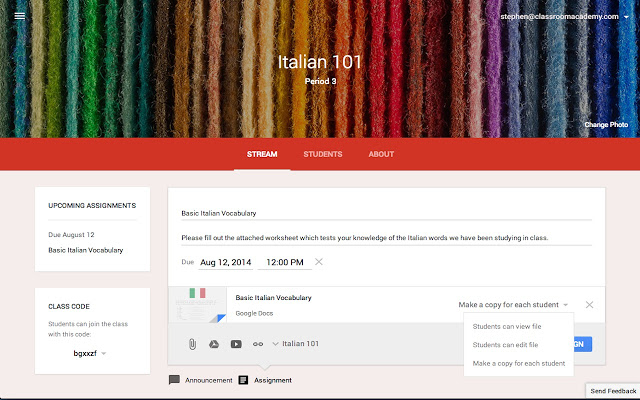 stephen@classroomacademy.com
Italian 101
Period 3
Change Photo
STREAM STUDENTS ABOUT
UPCOMING ASSIGNMENTS
Due August 12
Basic Italian Vocabulary
CLASS CODE
Students can join the class
with this code:
bgxxzf
Basic Italian Vocabulary
Please fill out the attached worksheet which tests your knowledge of the Italian words we have been studying in class.
Due Aug 12, 2014 12:00 PM
Basic Italian Vocabulary
Google Docs
Make a copy for each student
Students can view file
Students can edit file
Make a copy for each student
Italian 101
GN
Announcement Assignment
Send Feedback